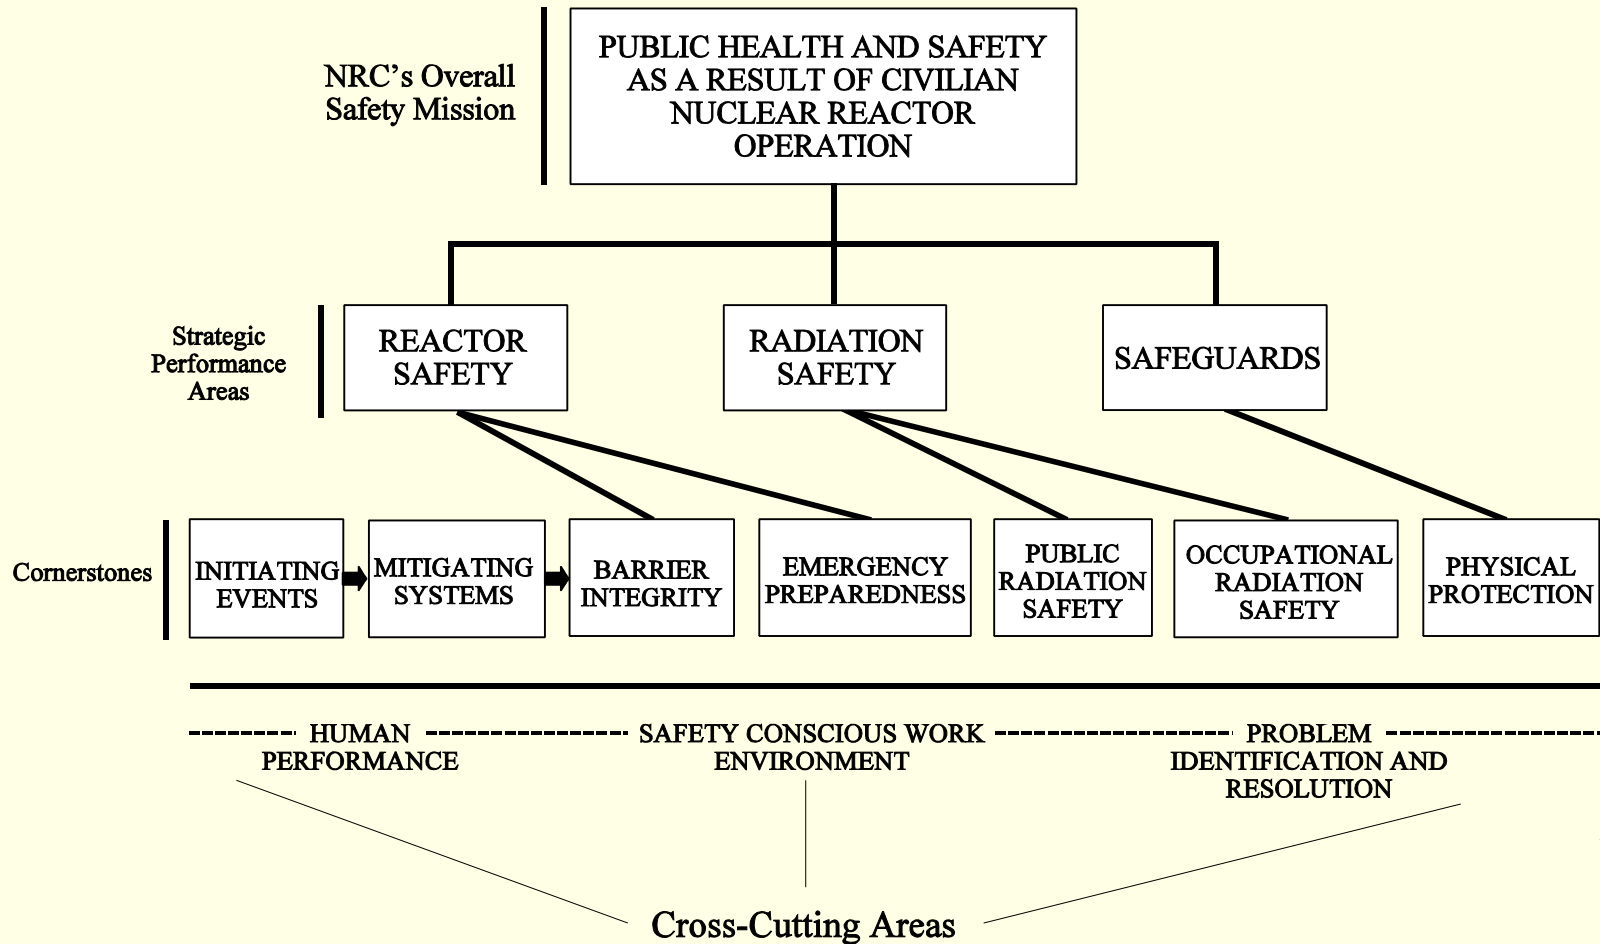 NRC’s Overall
Safety Mission
PUBLIC HEALTH AND SAFETY
AS A RESULT OF CIVILIAN
NUCLEAR REACTOR
OPERATION
Strategic
Performance
Areas
REACTOR
SAFETY
RADIATION
SAFETY
SAFEGUARDS
Cornerstones
INITIATING
EVENTS
MITIGATING
SYSTEMS
BARRIER
INTEGRITY
EMERGENCY
PREPAREDNESS
PUBLIC
RADIATION
SAFETY
OCCUPATIONAL
RADIATION
SAFETY
PHYSICAL
PROTECTION
HUMAN
PERFORMANCE
SAFETY CONSCIOUS WORK
ENVIRONMENT
PROBLEM
IDENTIFICATION AND
RESOLUTION
Cross-Cutting Areas